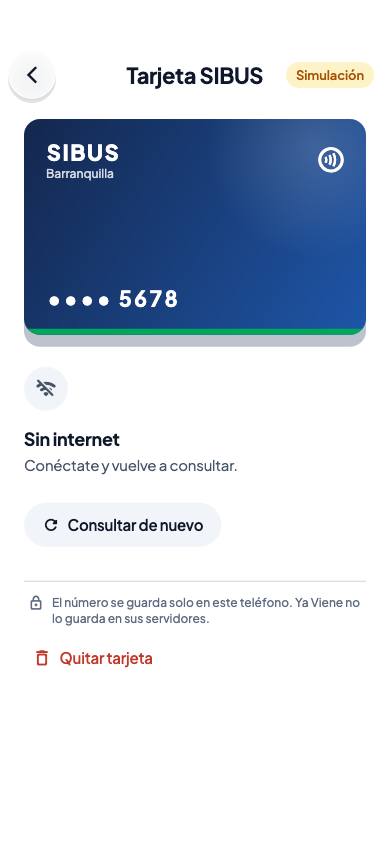 Tarjeta SIBUS
Simulación
SIBUS
Barranquilla
•••• 5678
Sin internet
Conéctate y vuelve a consultar.
Consultar de nuevo
El número se guarda solo en este teléfono. Ya Viene no
lo guarda en sus servidores.
Quitar tarjeta